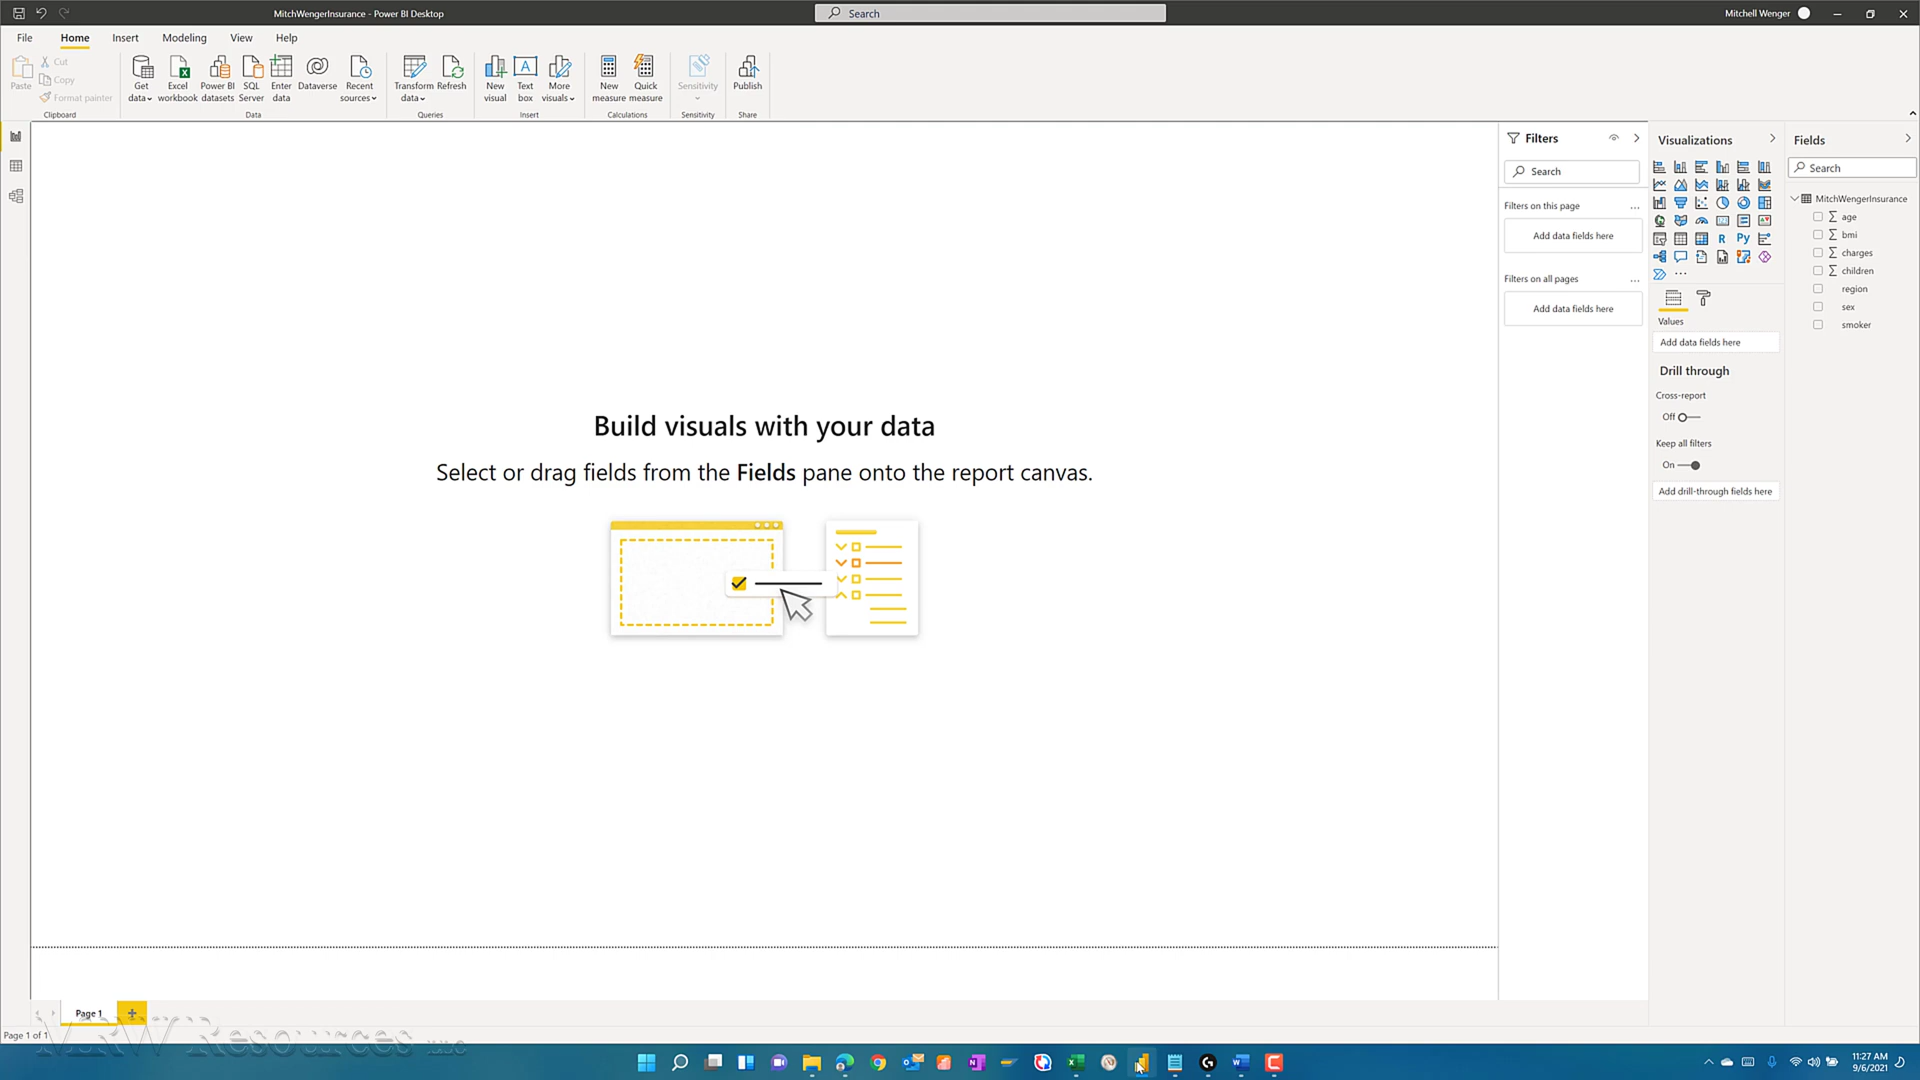 MitchWengerInsurance - Power BI Desktop
Search
Mitchell Wenger
File
Home
Insert
Modeling
View
Help
Paste
Cut
Copy
Format painter
Clipboard
Get data
Excel workbook
Power BI datasets
SQL Server
Enter data
Dataverse
Recent sources
Data
Transform data
Refresh
Queries
New visual
Text box
More visuals
Insert
New measure
Quick measure
Calculations
Sensitivity
Sensitivity
Publish
Share
Build visuals with your data
Select or drag fields from the Fields pane onto the report canvas.
Filters
Search
Filters on this page
Add data fields here
Filters on all pages
Add data fields here
Visualizations
R
Py
Values
Add data fields here
Drill through
Cross-report
Off
Keep all filters
On
Add drill-through fields here
Fields
Search
MitchWengerInsurance
age
bmi
charges
children
region
sex
smoker
Page 1
Page 1 of 1
MRW Resources LLC
11:27 AM
9/6/2021